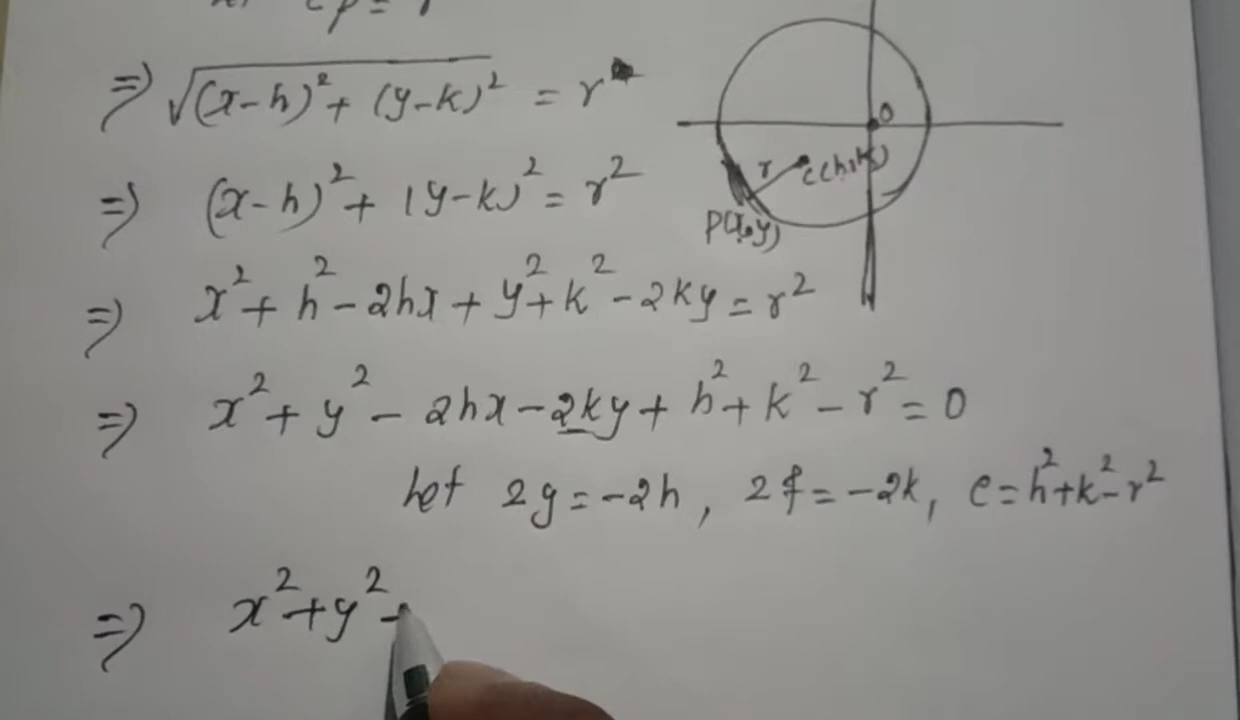 CP = r
⇒ √(x-h)² + (y-k)² = r
⇒ (x-h)² + (y-k)² = r²
O
r
C(h,k)
P(x,y)
⇒ x² + h² - 2hx + y² + k² - 2ky = r²
⇒ x² + y² - 2hx - 2ky + h² + k² - r² = 0
let 2g = -2h, 2f = -2k, c = h² + k² - r²
⇒ x² + y²